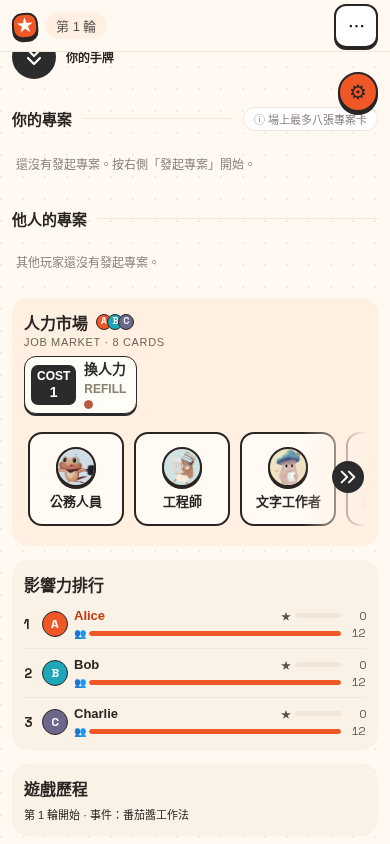 第 1 輪
你的手牌
你的專案
ⓘ 場上最多八張專案卡
還沒有發起專案。按右側「發起專案」開始。
他人的專案
其他玩家還沒有發起專案。
人力市場 A B C
JOB MARKET · 8 CARDS
COST
1
換人力
REFILL
公務人員
工程師
文字工作者
影響力排行
1 A Alice ★ 0
12
2 B Bob ★ 0
12
3 C Charlie ★ 0
12
遊戲歷程
第 1 輪開始 · 事件：番茄醬工作法